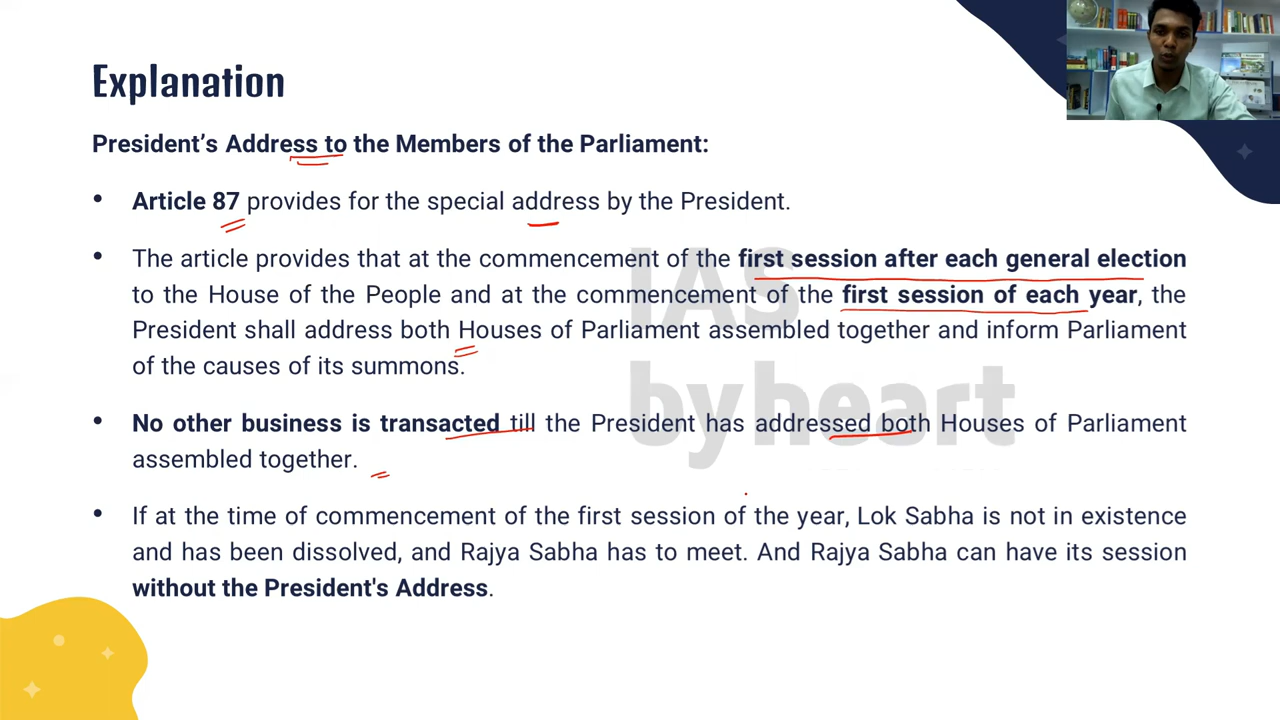 Explanation
President's Address to the Members of the Parliament:
• Article 87 provides for the special address by the President.
• The article provides that at the commencement of the first session after each general election
to the House of the People and at the commencement of the first session of each year, the
President shall address both Houses of Parliament assembled together and inform Parliament
of the causes of its summons.
• No other business is transacted till the President has addressed both Houses of Parliament
assembled together.
• If at the time of commencement of the first session of the year, Lok Sabha is not in existence
and has been dissolved, and Rajya Sabha has to meet. And Rajya Sabha can have its session
without the President's Address.
IAS
byheart